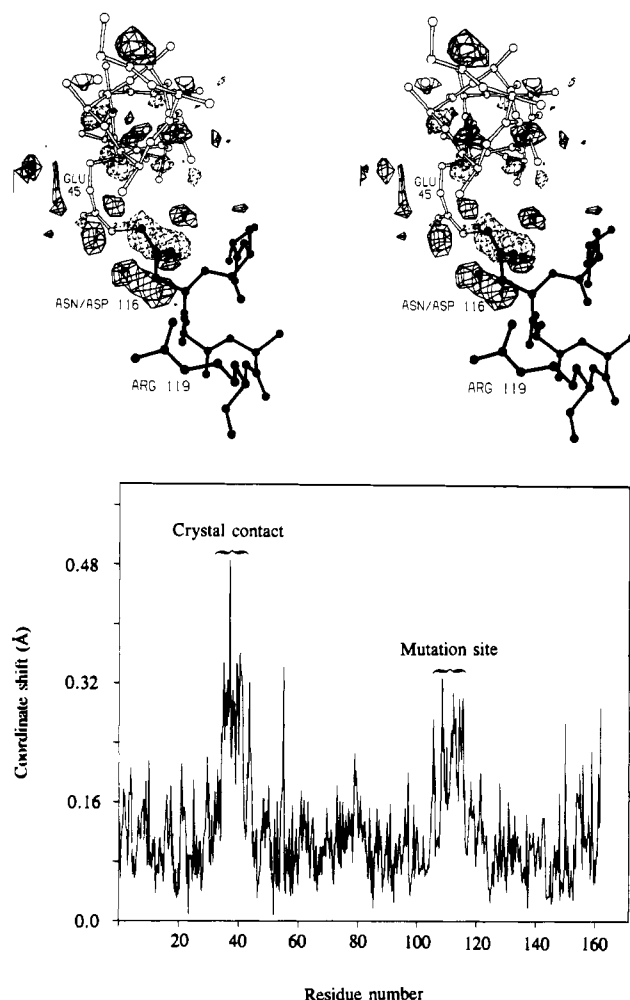 GLU
45
ASN/ASP 116
ARG 119
GLU
45
ASN/ASP 116
ARG 119
Crystal contact
Mutation site
Coordinate shift (Å)
0.48
0.32
0.16
0.0
20 40 60 80 100 120 140 160
Residue number